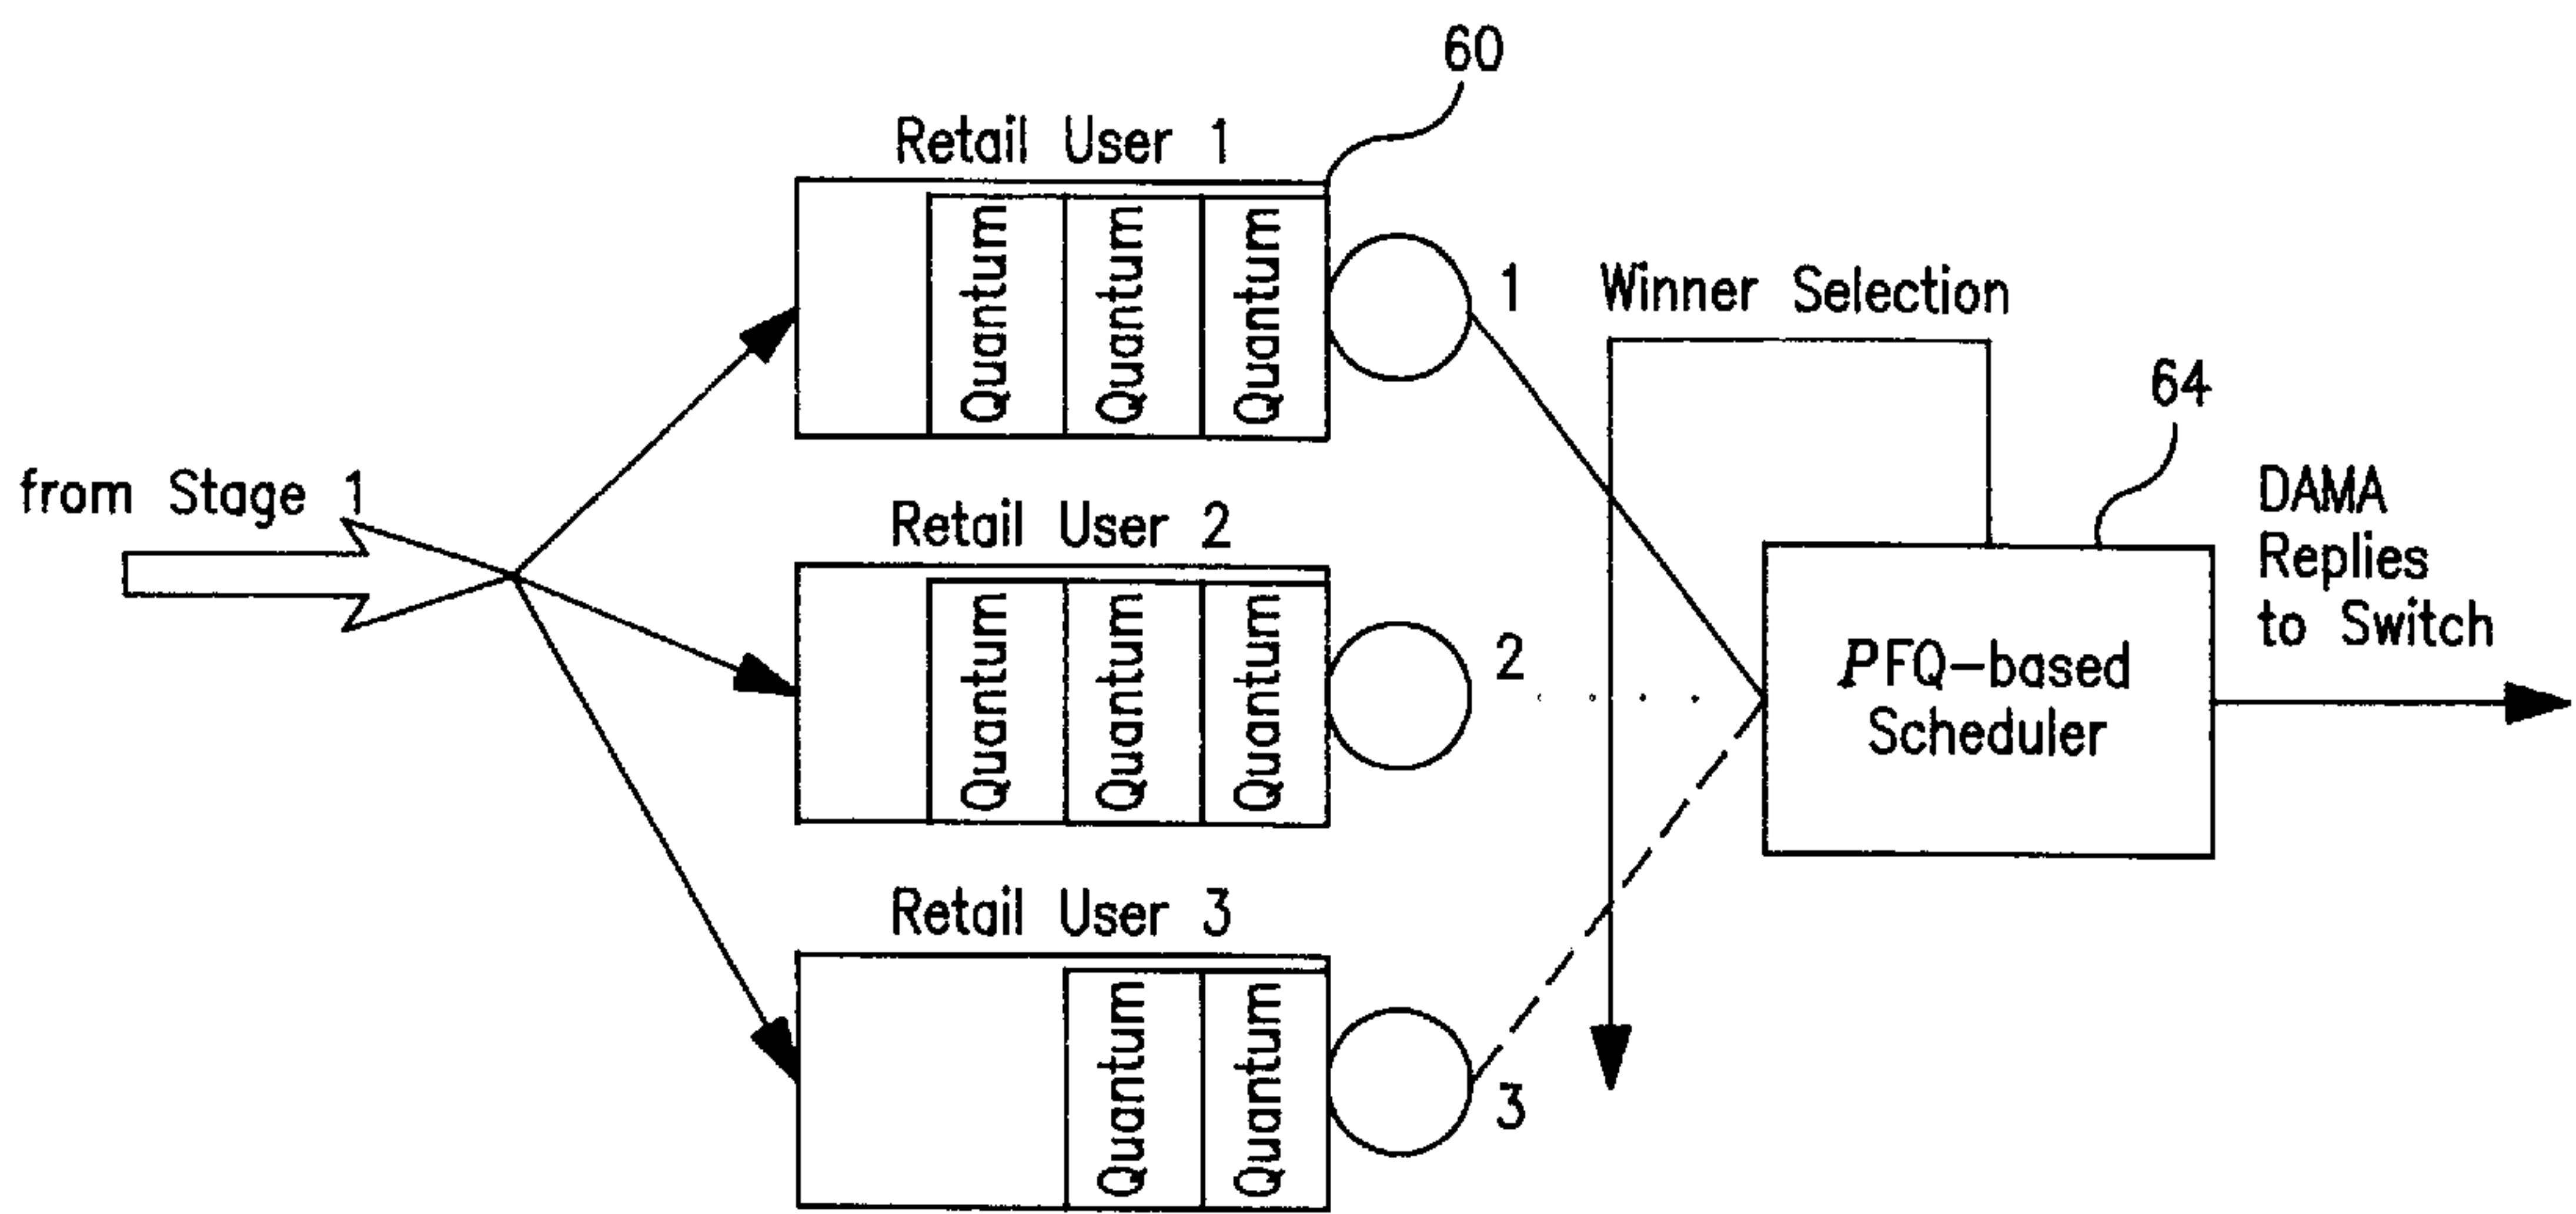 60
Retail User 1
Quantum
Quantum
Quantum
1
Winner Selection
64
from Stage 1
Retail User 2
Quantum
Quantum
Quantum
2
PFQ-based
Scheduler
DAMA
Replies
to Switch
Retail User 3
Quantum
Quantum
3